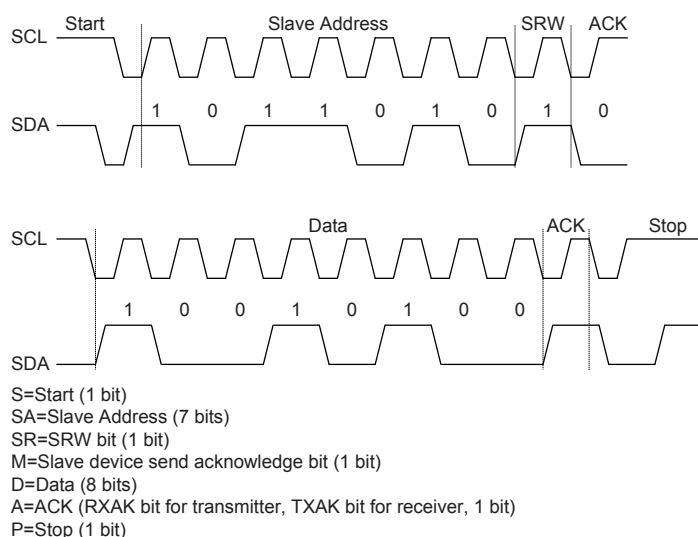 Start Slave Address SRW ACK
SCL
1 0 1 1 0 1 0 1 0
SDA
Data ACK Stop
SCL
1 0 0 1 0 1 0 0
SDA
S=Start (1 bit)
SA=Slave Address (7 bits)
SR=SRW bit (1 bit)
M=Slave device send acknowledge bit (1 bit)
D=Data (8 bits)
A=ACK (RXAK bit for transmitter, TXAK bit for receiver, 1 bit)
P=Stop (1 bit)